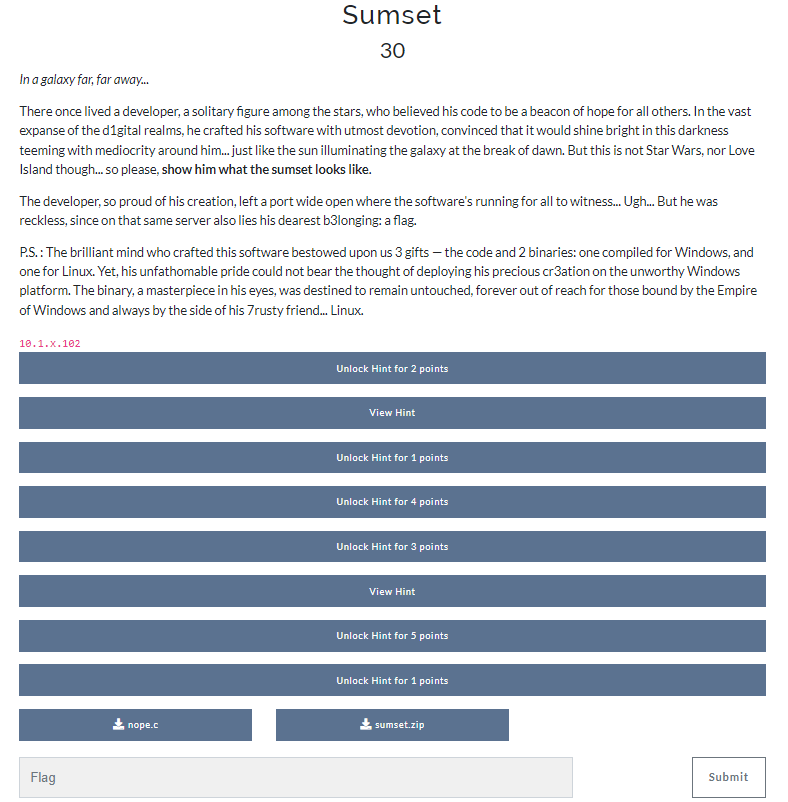 Sumset
30
In a galaxy far, far away...
There once lived a developer, a solitary figure among the stars, who believed his code to be a beacon of hope for all others. In the vast
expanse of the d1gital realms, he crafted his software with utmost devotion, convinced that it would shine bright in this darkness
teeming with mediocrity around him... just like the sun illuminating the galaxy at the break of dawn. But this is not Star Wars, nor Love
Island though... so please, show him what the sumset looks like.
The developer, so proud of his creation, left a port wide open where the software's running for all to witness... Ugh... But he was
reckless, since on that same server also lies his dearest b3longing: a flag.
P.S. : The brilliant mind who crafted this software bestowed upon us 3 gifts — the code and 2 binaries: one compiled for Windows, and
one for Linux. Yet, his unfathomable pride could not bear the thought of deploying his precious cr3ation on the unworthy Windows
platform. The binary, a masterpiece in his eyes, was destined to remain untouched, forever out of reach for those bound by the Empire
of Windows and always by the side of his 7rusty friend... Linux.
10.1.x.102
Unlock Hint for 2 points
View Hint
Unlock Hint for 1 points
Unlock Hint for 4 points
Unlock Hint for 3 points
View Hint
Unlock Hint for 5 points
Unlock Hint for 1 points
nope.c sumset.zip
Flag Submit